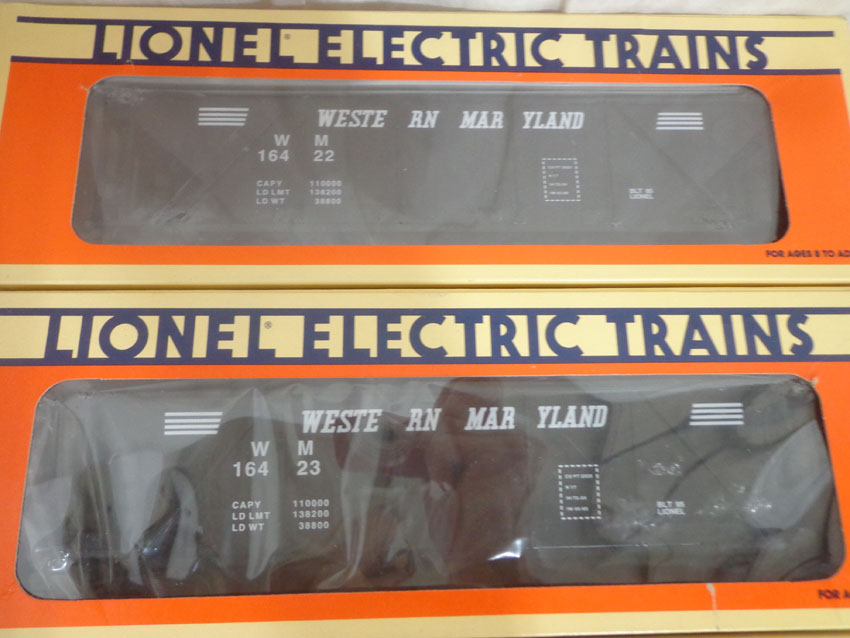 LIONEL® ELECTRIC TRAINS
WESTE RN MAR YLAND
W M
164 22
CAPY 110000
LD LMT 138200
LD WT 38800
BLT 95
LIONEL
FOR AGES 8 TO AD
LIONEL® ELECTRIC TRAINS
WESTE RN MAR YLAND
W M
164 23
CAPY 110000
LD LMT 138200
LD WT 38800
BLT 95
LIONEL
FOR A